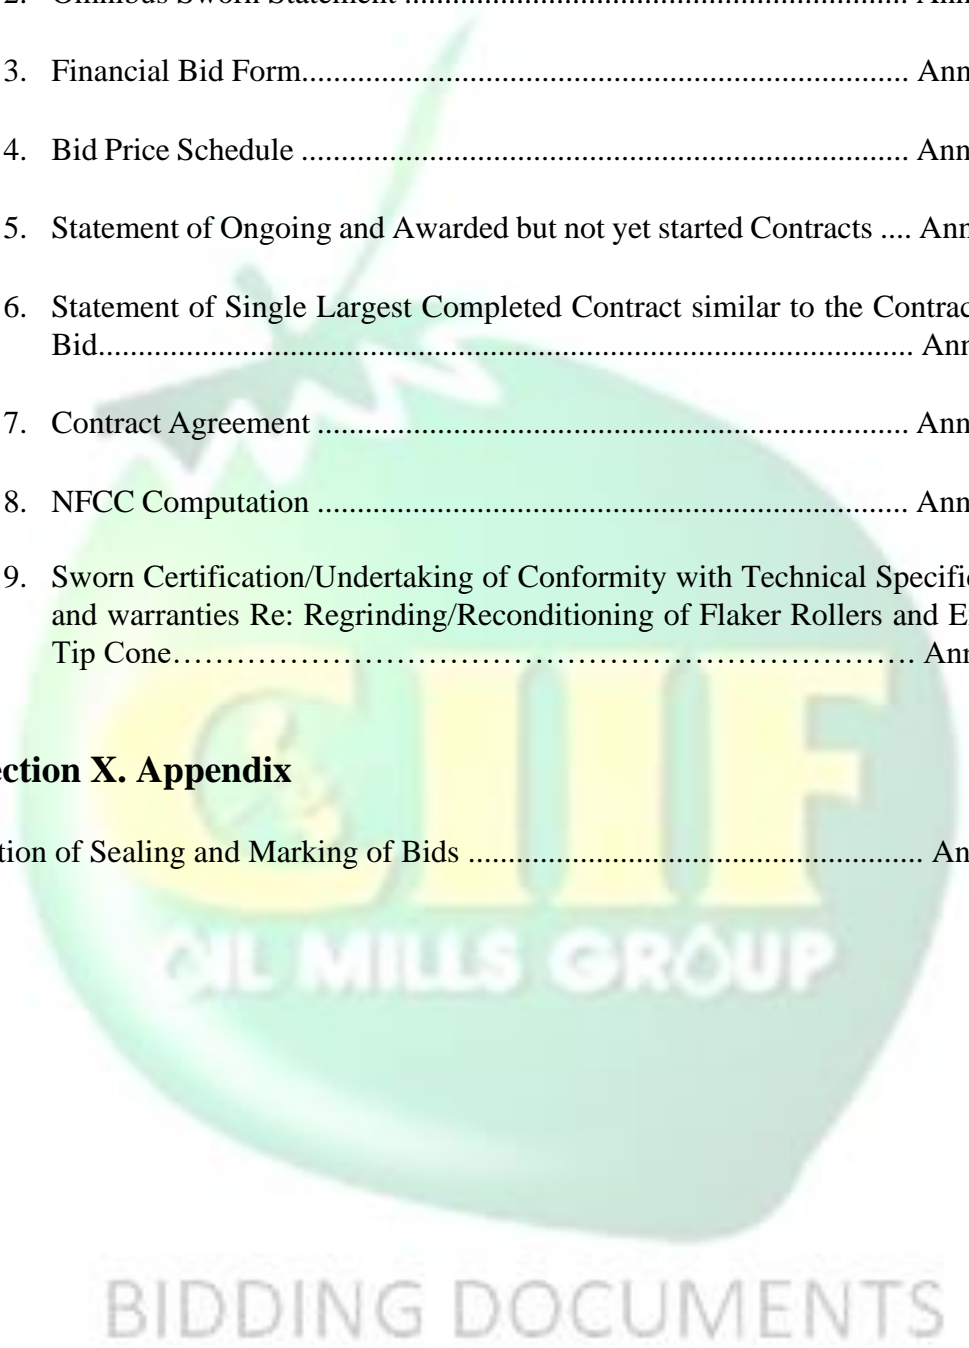 2. Omnibus Sworn Statement ............................................................... Ann
3. Financial Bid Form............................................................................ Ann
4. Bid Price Schedule ............................................................................ Ann
5. Statement of Ongoing and Awarded but not yet started Contracts .... Ann
6. Statement of Single Largest Completed Contract similar to the Contrac
Bid...................................................................................................... Ann
7. Contract Agreement .......................................................................... Ann
8. NFCC Computation .......................................................................... Ann
9. Sworn Certification/Undertaking of Conformity with Technical Specifi
and warranties Re: Regrinding/Reconditioning of Flaker Rollers and E
Tip Cone……………………………………………………………. Ann
ection X. Appendix
tion of Sealing and Marking of Bids ......................................................... An
CIIF
OIL MILLS GROUP
BIDDING DOCUMENTS